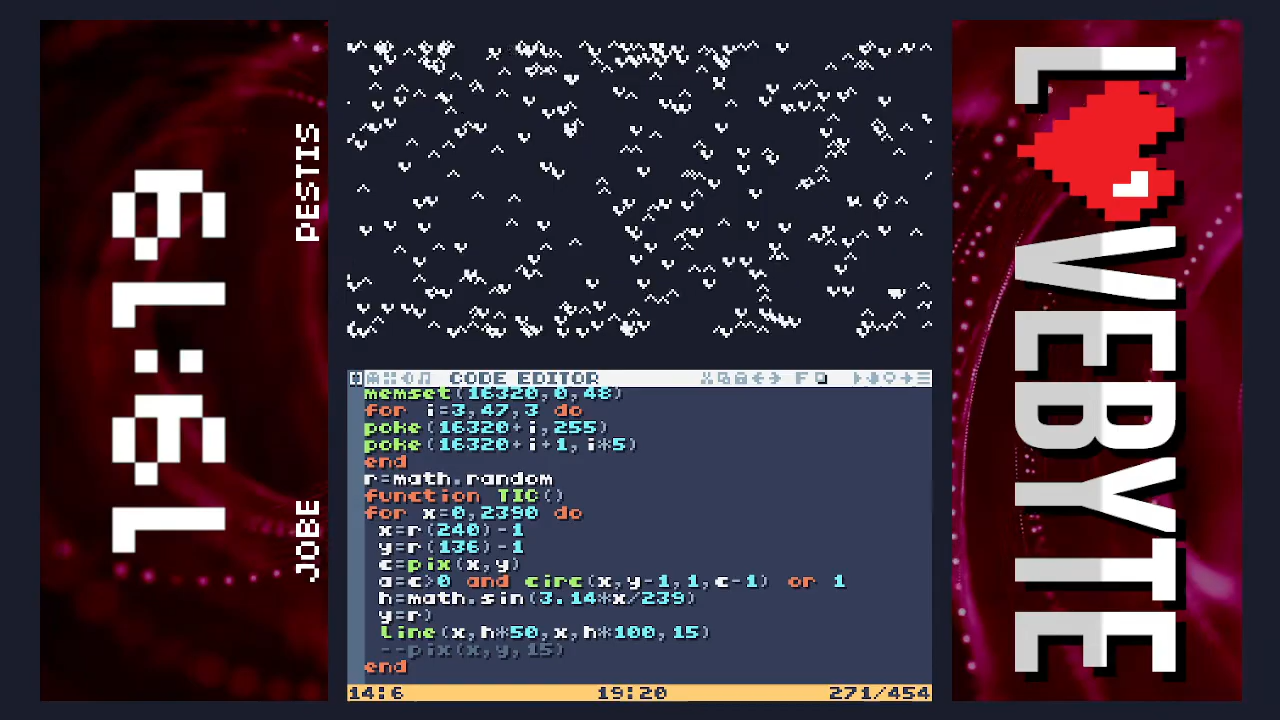 19:19
PESTIS
JOBE
CODE EDITOR
F
memset(16320,0,48)
for i=3,47,3 do
poke(16320+i,255)
poke(16320+i+1, i*5)
end
r=math.random
function TIC()
for x=0,2390 do
x=r(240)-1
y=r(136)-1
c=pix(x,y)
a=c>0 and circ(x,y-1,1,c-1) or 1
h=math.sin(3.14*x/239)
y=r)
line(x,h*50,x,h*100,15)
--pix(x,y,15)
end
14:6 19:20 271/454
L❤VEBYTE